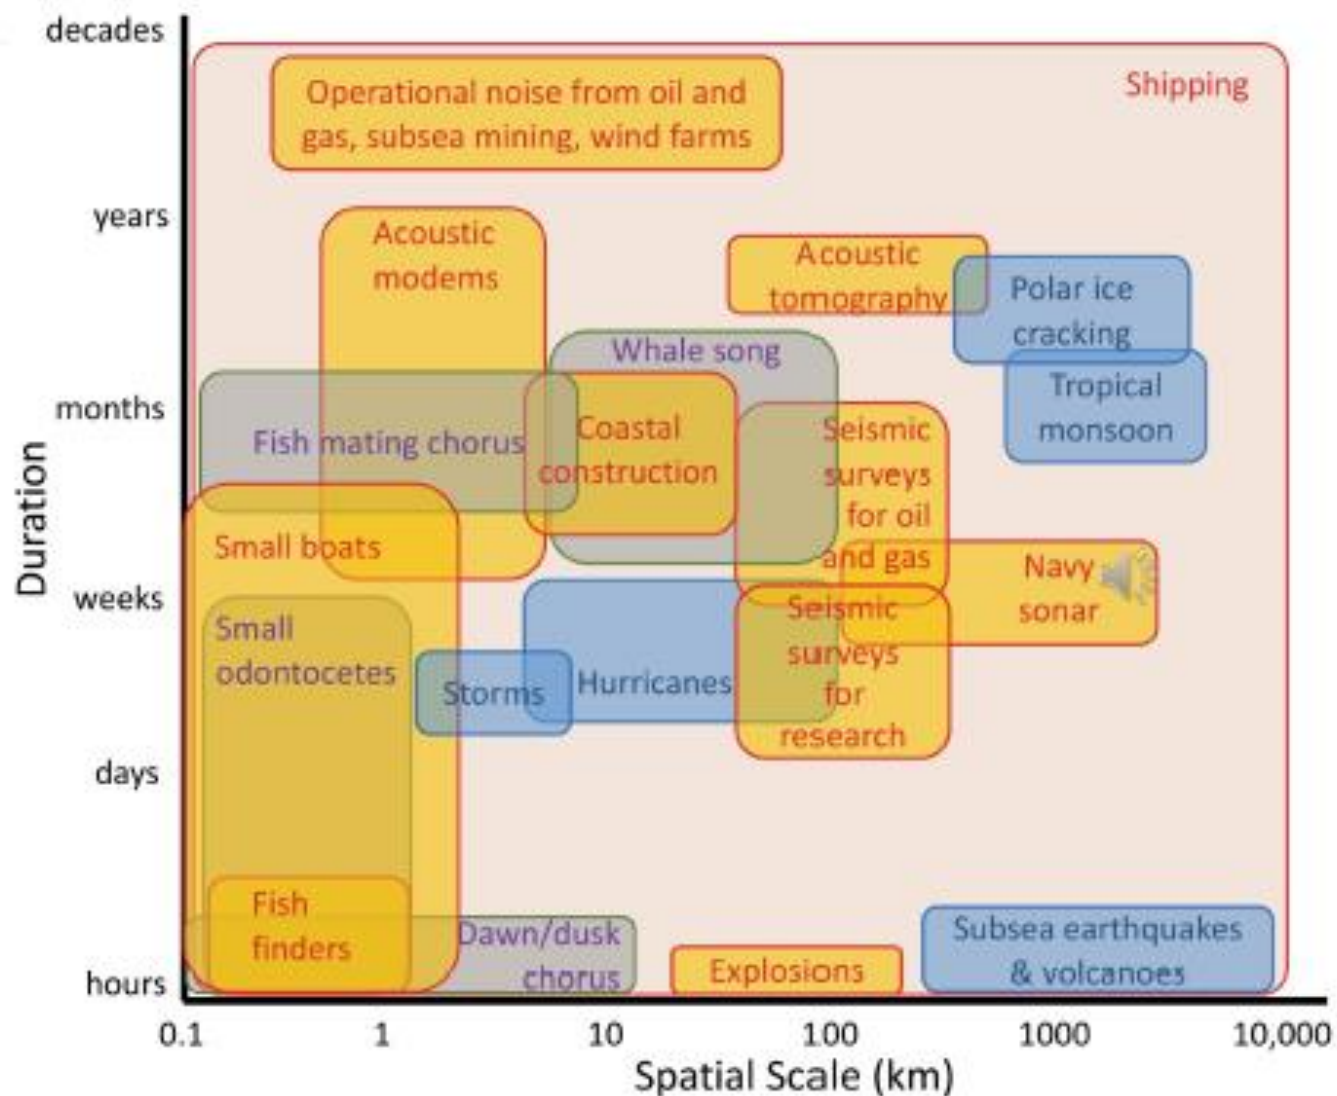 decades
Shipping
Operational noise from oil and
gas, subsea mining, wind farms
years
Acoustic
modems
Acoustic
tomography
Polar ice
cracking
Whale song
Tropical
monsoon
months
Fish mating chorus
Coastal
construction
Seismic
surveys
for oil
and gas
Small boats
Navy
sonar
weeks
Small
odontocetes
Storms
Hurricanes
Seismic
surveys
for
research
days
Fish
finders
Dawn/dusk
chorus
Explosions
Subsea earthquakes
& volcanoes
hours
Duration
0.1 1 10 100 1000 10,000
Spatial Scale (km)